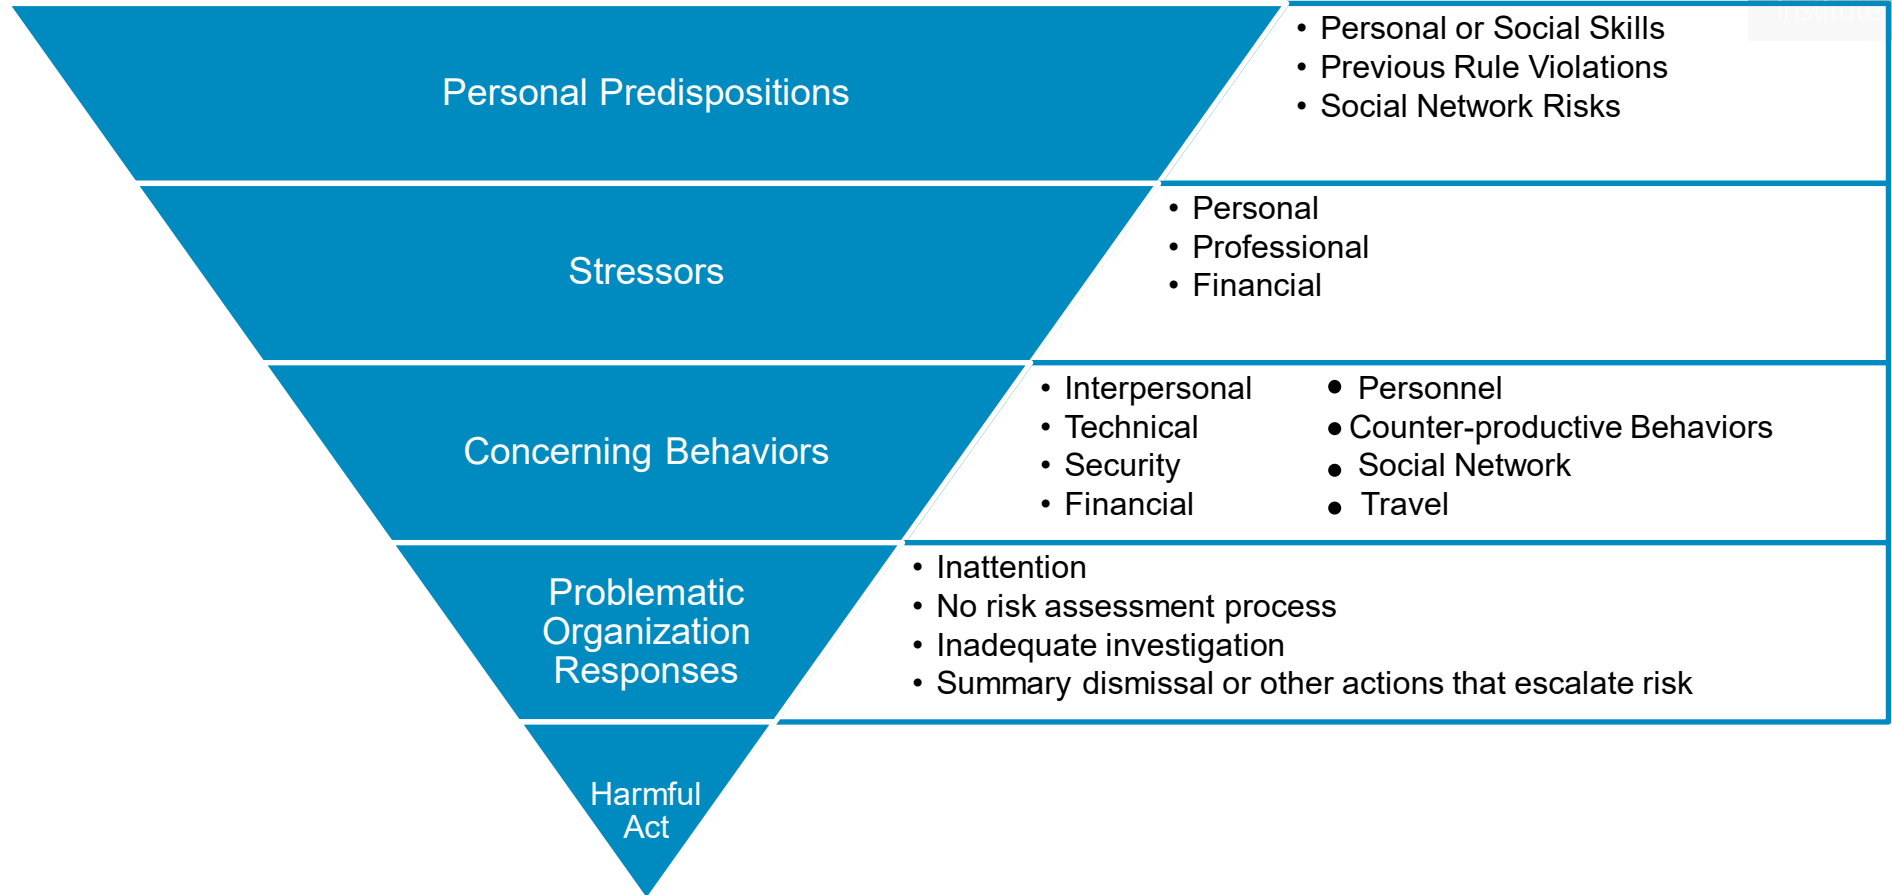 Personal Predispositions
• Personal or Social Skills
• Previous Rule Violations
• Social Network Risks
Stressors
• Personal
• Professional
• Financial
Concerning Behaviors
• Interpersonal
• Technical
• Security
• Financial
• Personnel
• Counter-productive Behaviors
• Social Network
• Travel
Problematic
Organization
Responses
• Inattention
• No risk assessment process
• Inadequate investigation
• Summary dismissal or other actions that escalate risk
Harmful
Act